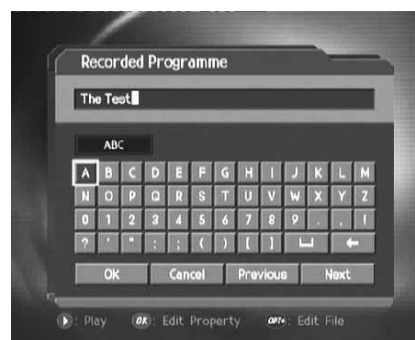 Recorded Programme
The Test
ABC
A B C D E F G H I J K L M
N O P Q R S T U V W X Y Z
0 1 2 3 4 5 6 7 8 9 . , !
? ' " : ; ( ) [ ]
OK Cancel Previous Next
: Play OK : Edit Property OPT+ : Edit File